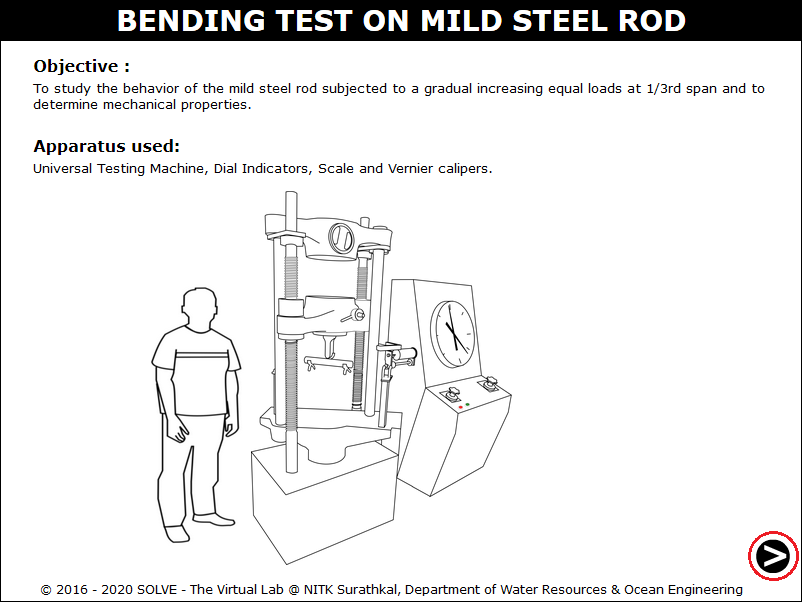 BENDING TEST ON MILD STEEL ROD
Objective :
To study the behavior of the mild steel rod subjected to a gradual increasing equal loads at 1/3rd span and to
determine mechanical properties.
Apparatus used:
Universal Testing Machine, Dial Indicators, Scale and Vernier calipers.
© 2016 - 2020 SOLVE - The Virtual Lab @ NITK Surathkal, Department of Water Resources & Ocean Engineering